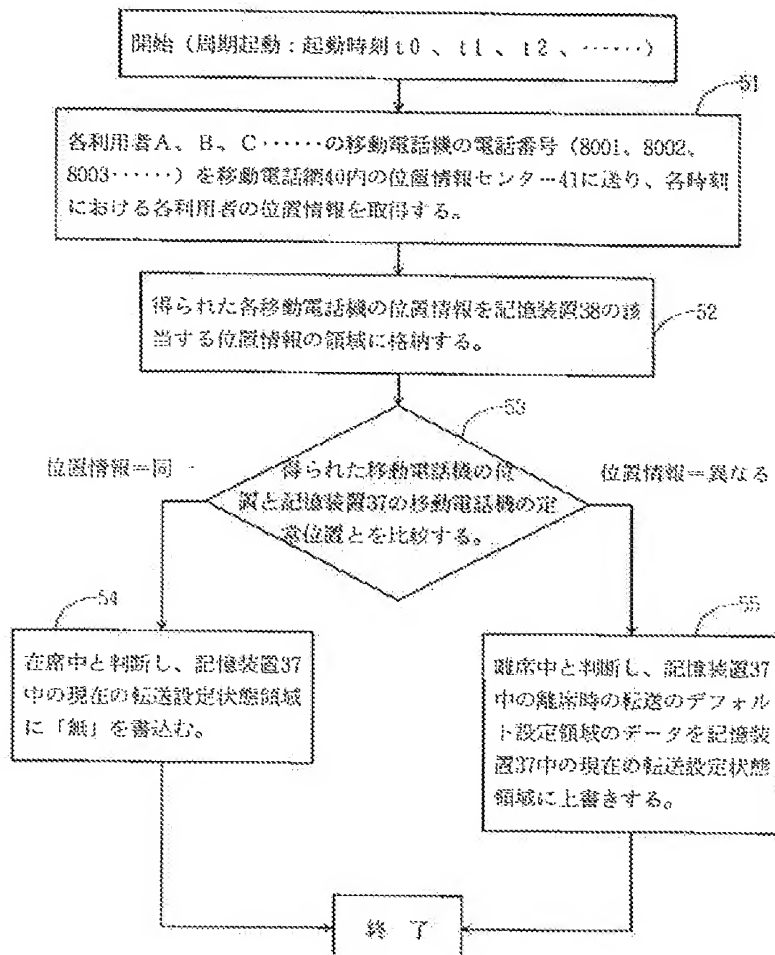 開始（周期起動：起動時刻t0、t1、t2、……）
51
各利用者A、B、C……の移動電話機の電話番号（8001、8002、
8003……）を移動電話網40内の位置情報センター41に送り、各時刻
における各利用者の位置情報を取得する。
52
得られた各移動電話機の位置情報を記憶装置38の該
当する位置情報の領域に格納する。
53
位置情報＝同一
得られた移動電話機の位
置と記憶装置37の移動電話機の定
常位置とを比較する。
位置情報＝異なる
54
在席中と判断し、記憶装置37
中の現在の転送設定状態領域
に「無」を書込む。
55
離席中と判断し、記憶装置37
中の離席時の転送のデフォル
ト設定領域のデータを記憶装
置37中の現在の転送設定状態
領域に上書きする。
終 了